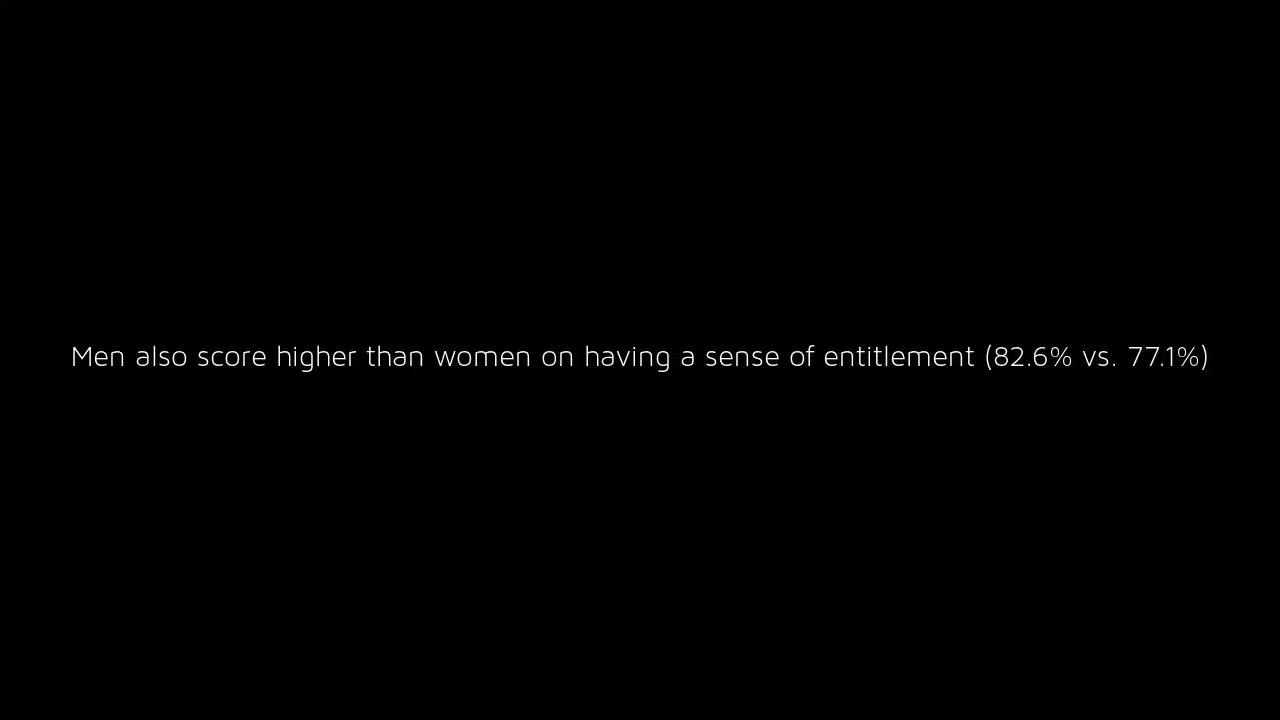 Men also score higher than women on having a sense of entitlement (82.6% vs. 77.1%)